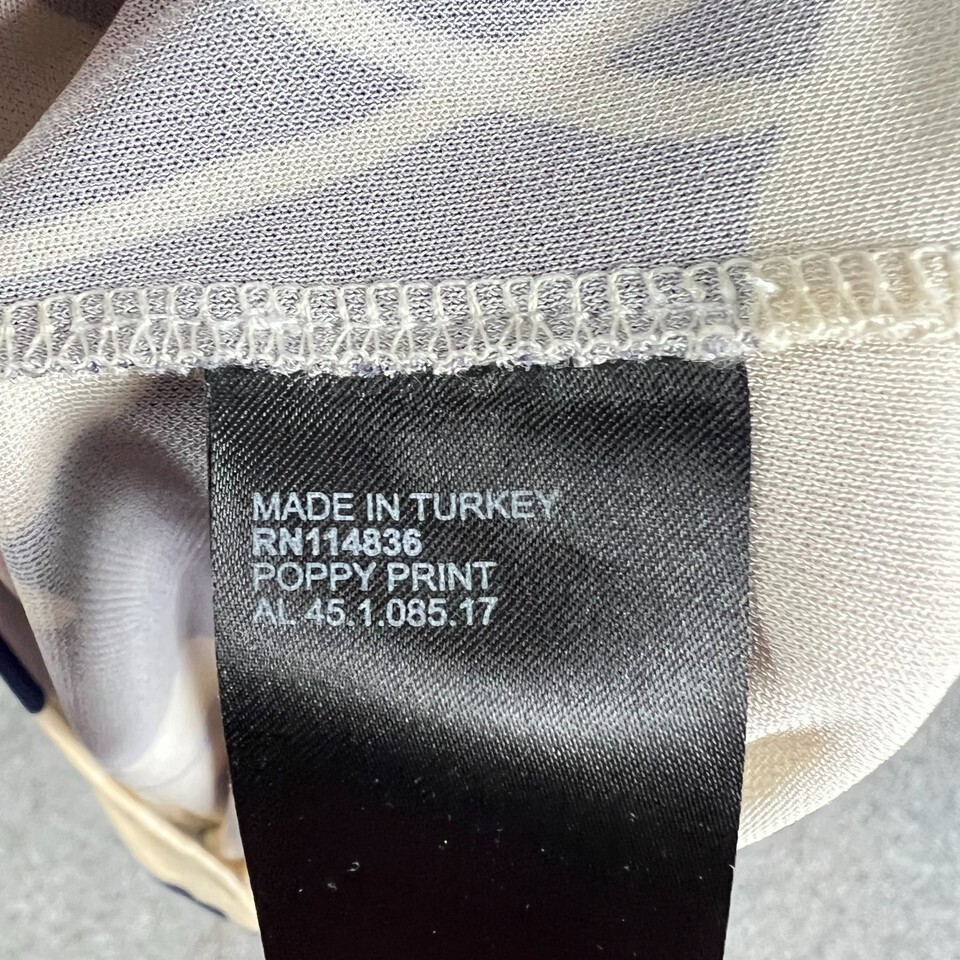 MADE IN TURKEY
RN114836
POPPY PRINT
AL 45.1.085.17